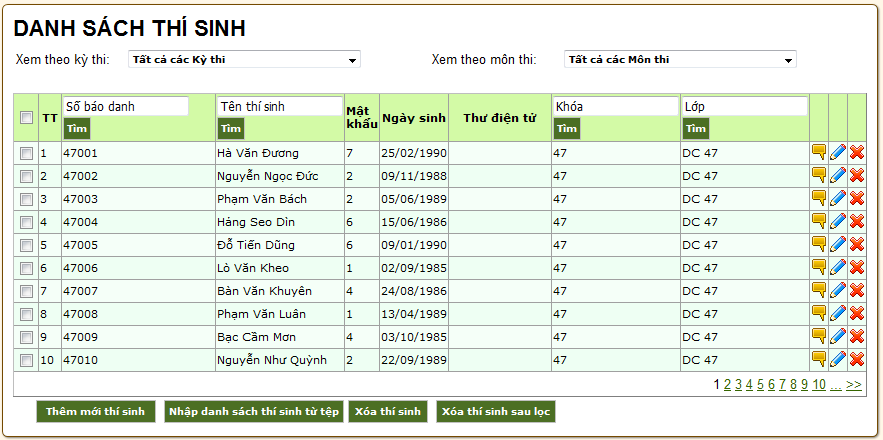 DANH SÁCH THÍ SINH
Xem theo kỳ thi: Tất cả các Kỳ thi Xem theo môn thi: Tất cả các Môn thi
TT Số báo danh Tìm Tên thí sinh Tìm Mật khẩu Ngày sinh Thư điện tử Khóa Tìm Lớp Tìm
1 47001 Hà Văn Đương 7 25/02/1990 47 DC 47
2 47002 Nguyễn Ngọc Đức 2 09/11/1988 47 DC 47
3 47003 Phạm Văn Bách 2 05/06/1989 47 DC 47
4 47004 Hảng Seo Dìn 6 15/06/1986 47 DC 47
5 47005 Đỗ Tiến Dũng 6 09/01/1990 47 DC 47
6 47006 Lò Văn Kheo 1 02/09/1985 47 DC 47
7 47007 Bàn Văn Khuyên 4 24/08/1986 47 DC 47
8 47008 Phạm Văn Luân 1 13/04/1989 47 DC 47
9 47009 Bạc Cầm Mơn 4 03/10/1985 47 DC 47
10 47010 Nguyễn Như Quỳnh 2 22/09/1989 47 DC 47
1 2 3 4 5 6 7 8 9 10 ... >>
Thêm mới thí sinh Nhập danh sách thí sinh từ tệp Xóa thí sinh Xóa thí sinh sau lọc